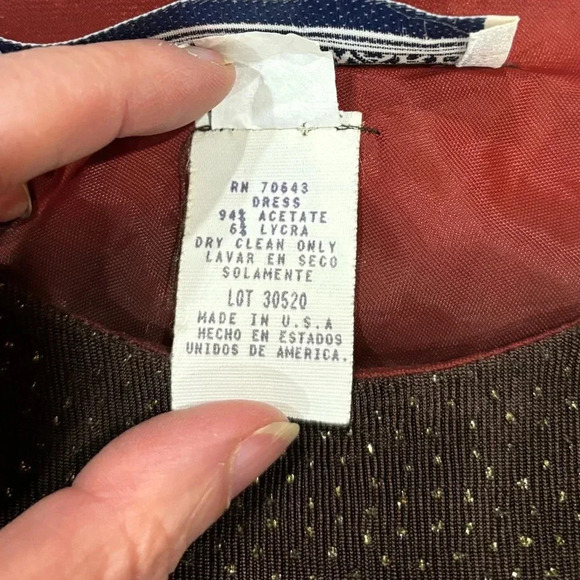 RN 70643
DRESS
94% ACETATE
6% LYCRA
DRY CLEAN ONLY
LAVAR EN SECO
SOLAMENTE
LOT 30520
MADE IN U.S.A
HECHO EN ESTADOS
UNIDOS DE AMERICA.